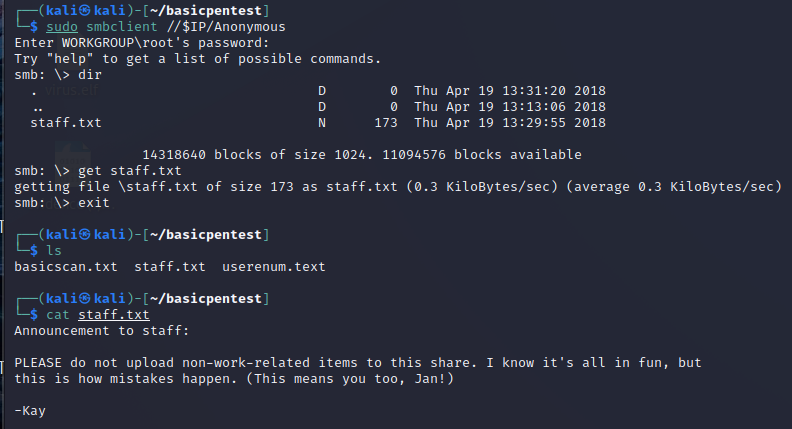 ┌──(kali㉿kali)-[~/basicpentest]
└─$ sudo smbclient //$IP/Anonymous
Enter WORKGROUP\root's password:
Try "help" to get a list of possible commands.
smb: \> dir
  .                                   D        0  Thu Apr 19 13:31:20 2018
  ..                                  D        0  Thu Apr 19 13:13:06 2018
  staff.txt                           N      173  Thu Apr 19 13:29:55 2018
                14318640 blocks of size 1024. 11094576 blocks available
smb: \> get staff.txt
getting file \staff.txt of size 173 as staff.txt (0.3 KiloBytes/sec) (average 0.3 KiloBytes/sec)
smb: \> exit
┌──(kali㉿kali)-[~/basicpentest]
└─$ ls
basicscan.txt  staff.txt  userenum.text
┌──(kali㉿kali)-[~/basicpentest]
└─$ cat staff.txt
Announcement to staff:
PLEASE do not upload non-work-related items to this share. I know it's all in fun, but
this is how mistakes happen. (This means you too, Jan!)
-Kay